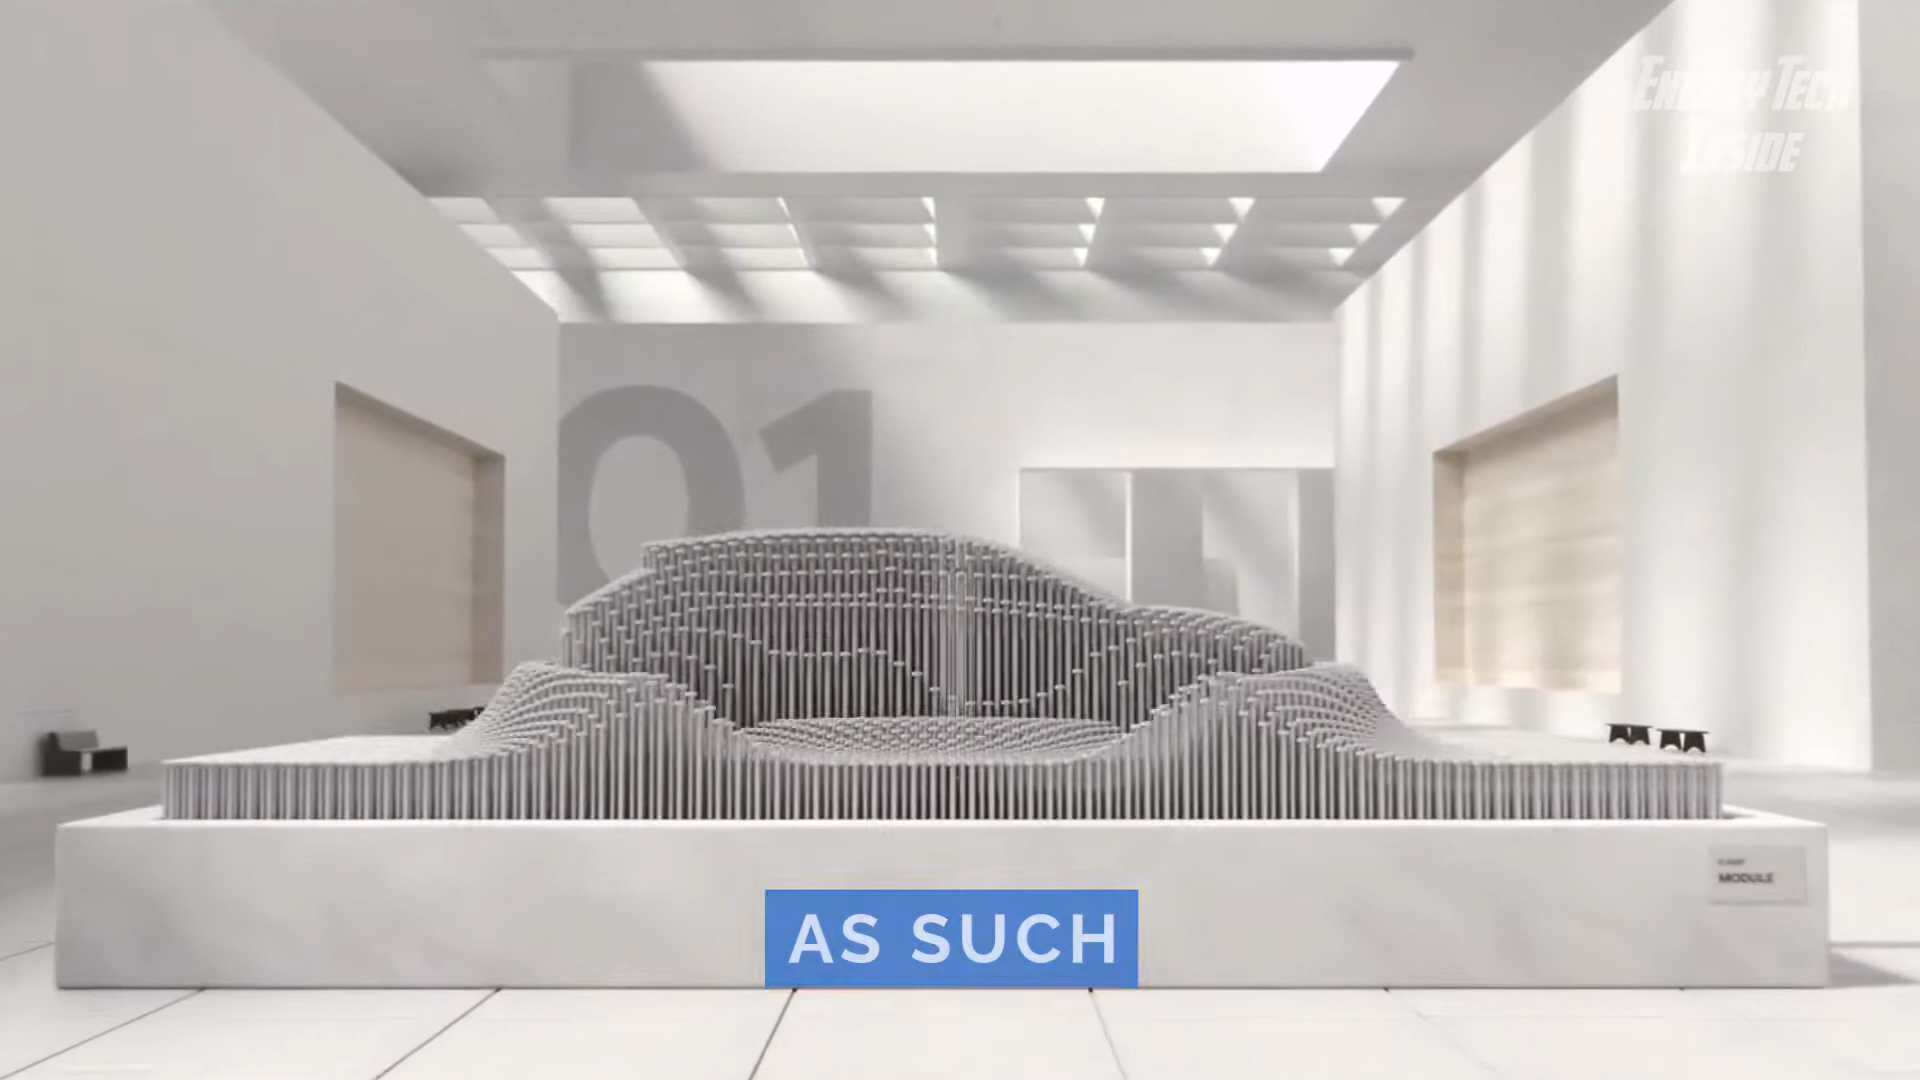 ENERGY TECH
INSIDE
01
MODULE
AS SUCH